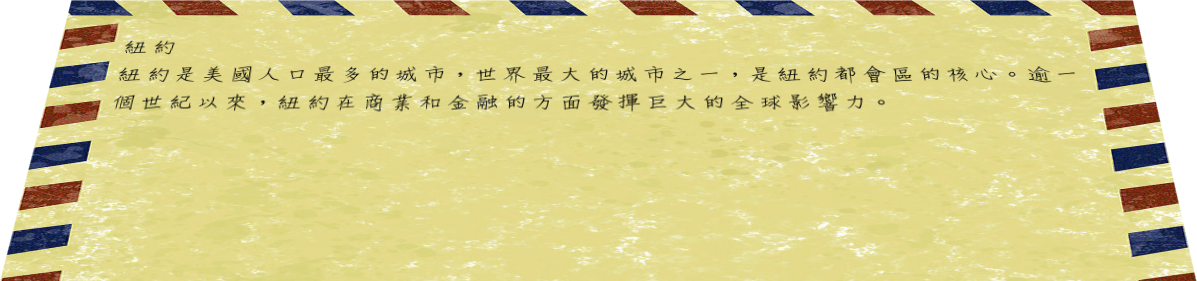 紐約
紐約是美國人口最多的城市，世界最大的城市之一，是紐約都會區的核心。逾一
個世紀以來，紐約在商業和金融的方面發揮巨大的全球影響力。